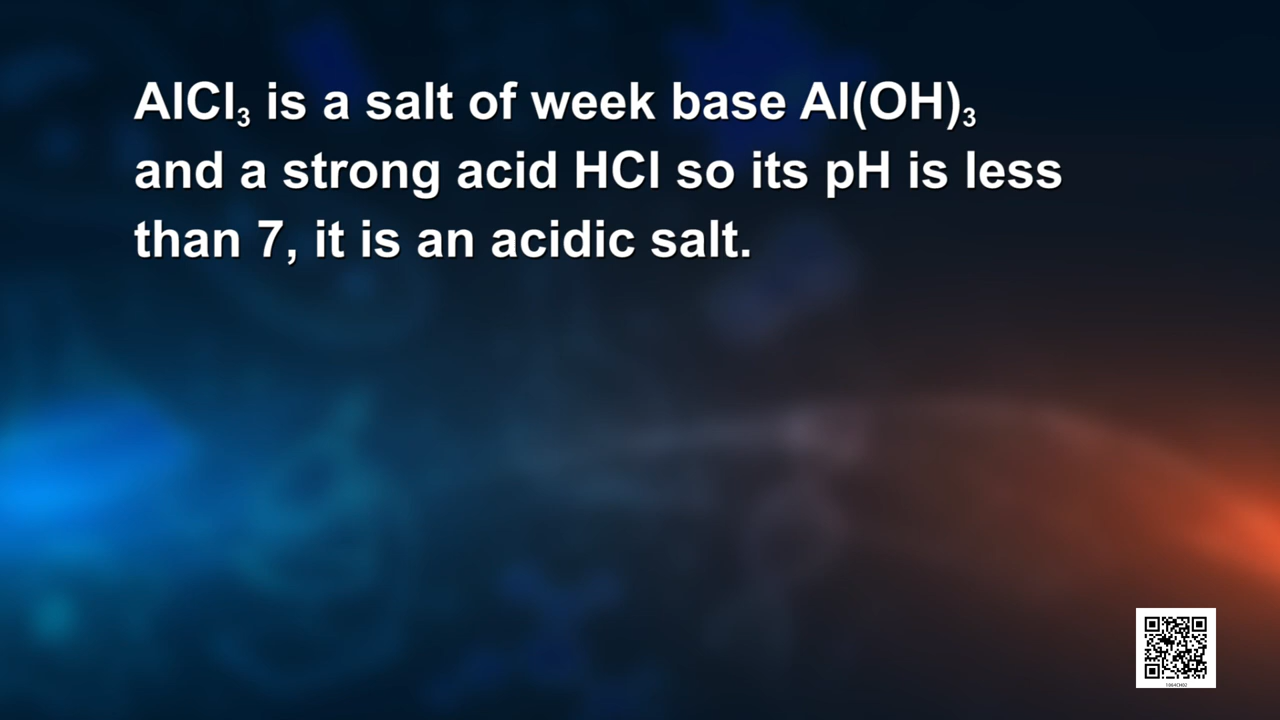 AlCl₃ is a salt of week base Al(OH)₃
and a strong acid HCl so its pH is less
than 7, it is an acidic salt.